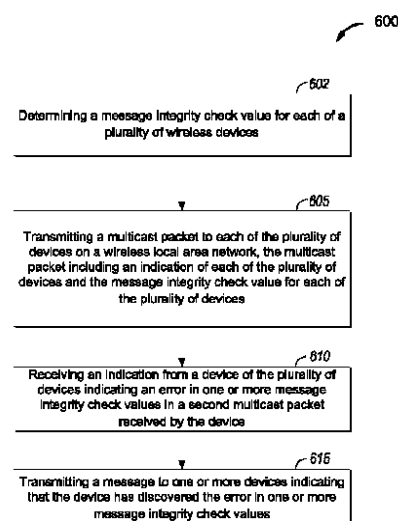 600
602
Determining a message integrity check value for each of a
plurality of wireless devices
605
Transmitting a multicast packet to each of the plurality of
devices on a wireless local area network, the multicast
packet including an indication of each of the plurality of
devices and the message integrity check value for each of
the plurality of devices
610
Receiving an indication from a device of the plurality of
devices indicating an error in one or more message
integrity check values in a second multicast packet
received by the device
615
Transmitting a message to one or more devices indicating
that the device has discovered the error in one or more
message integrity check values